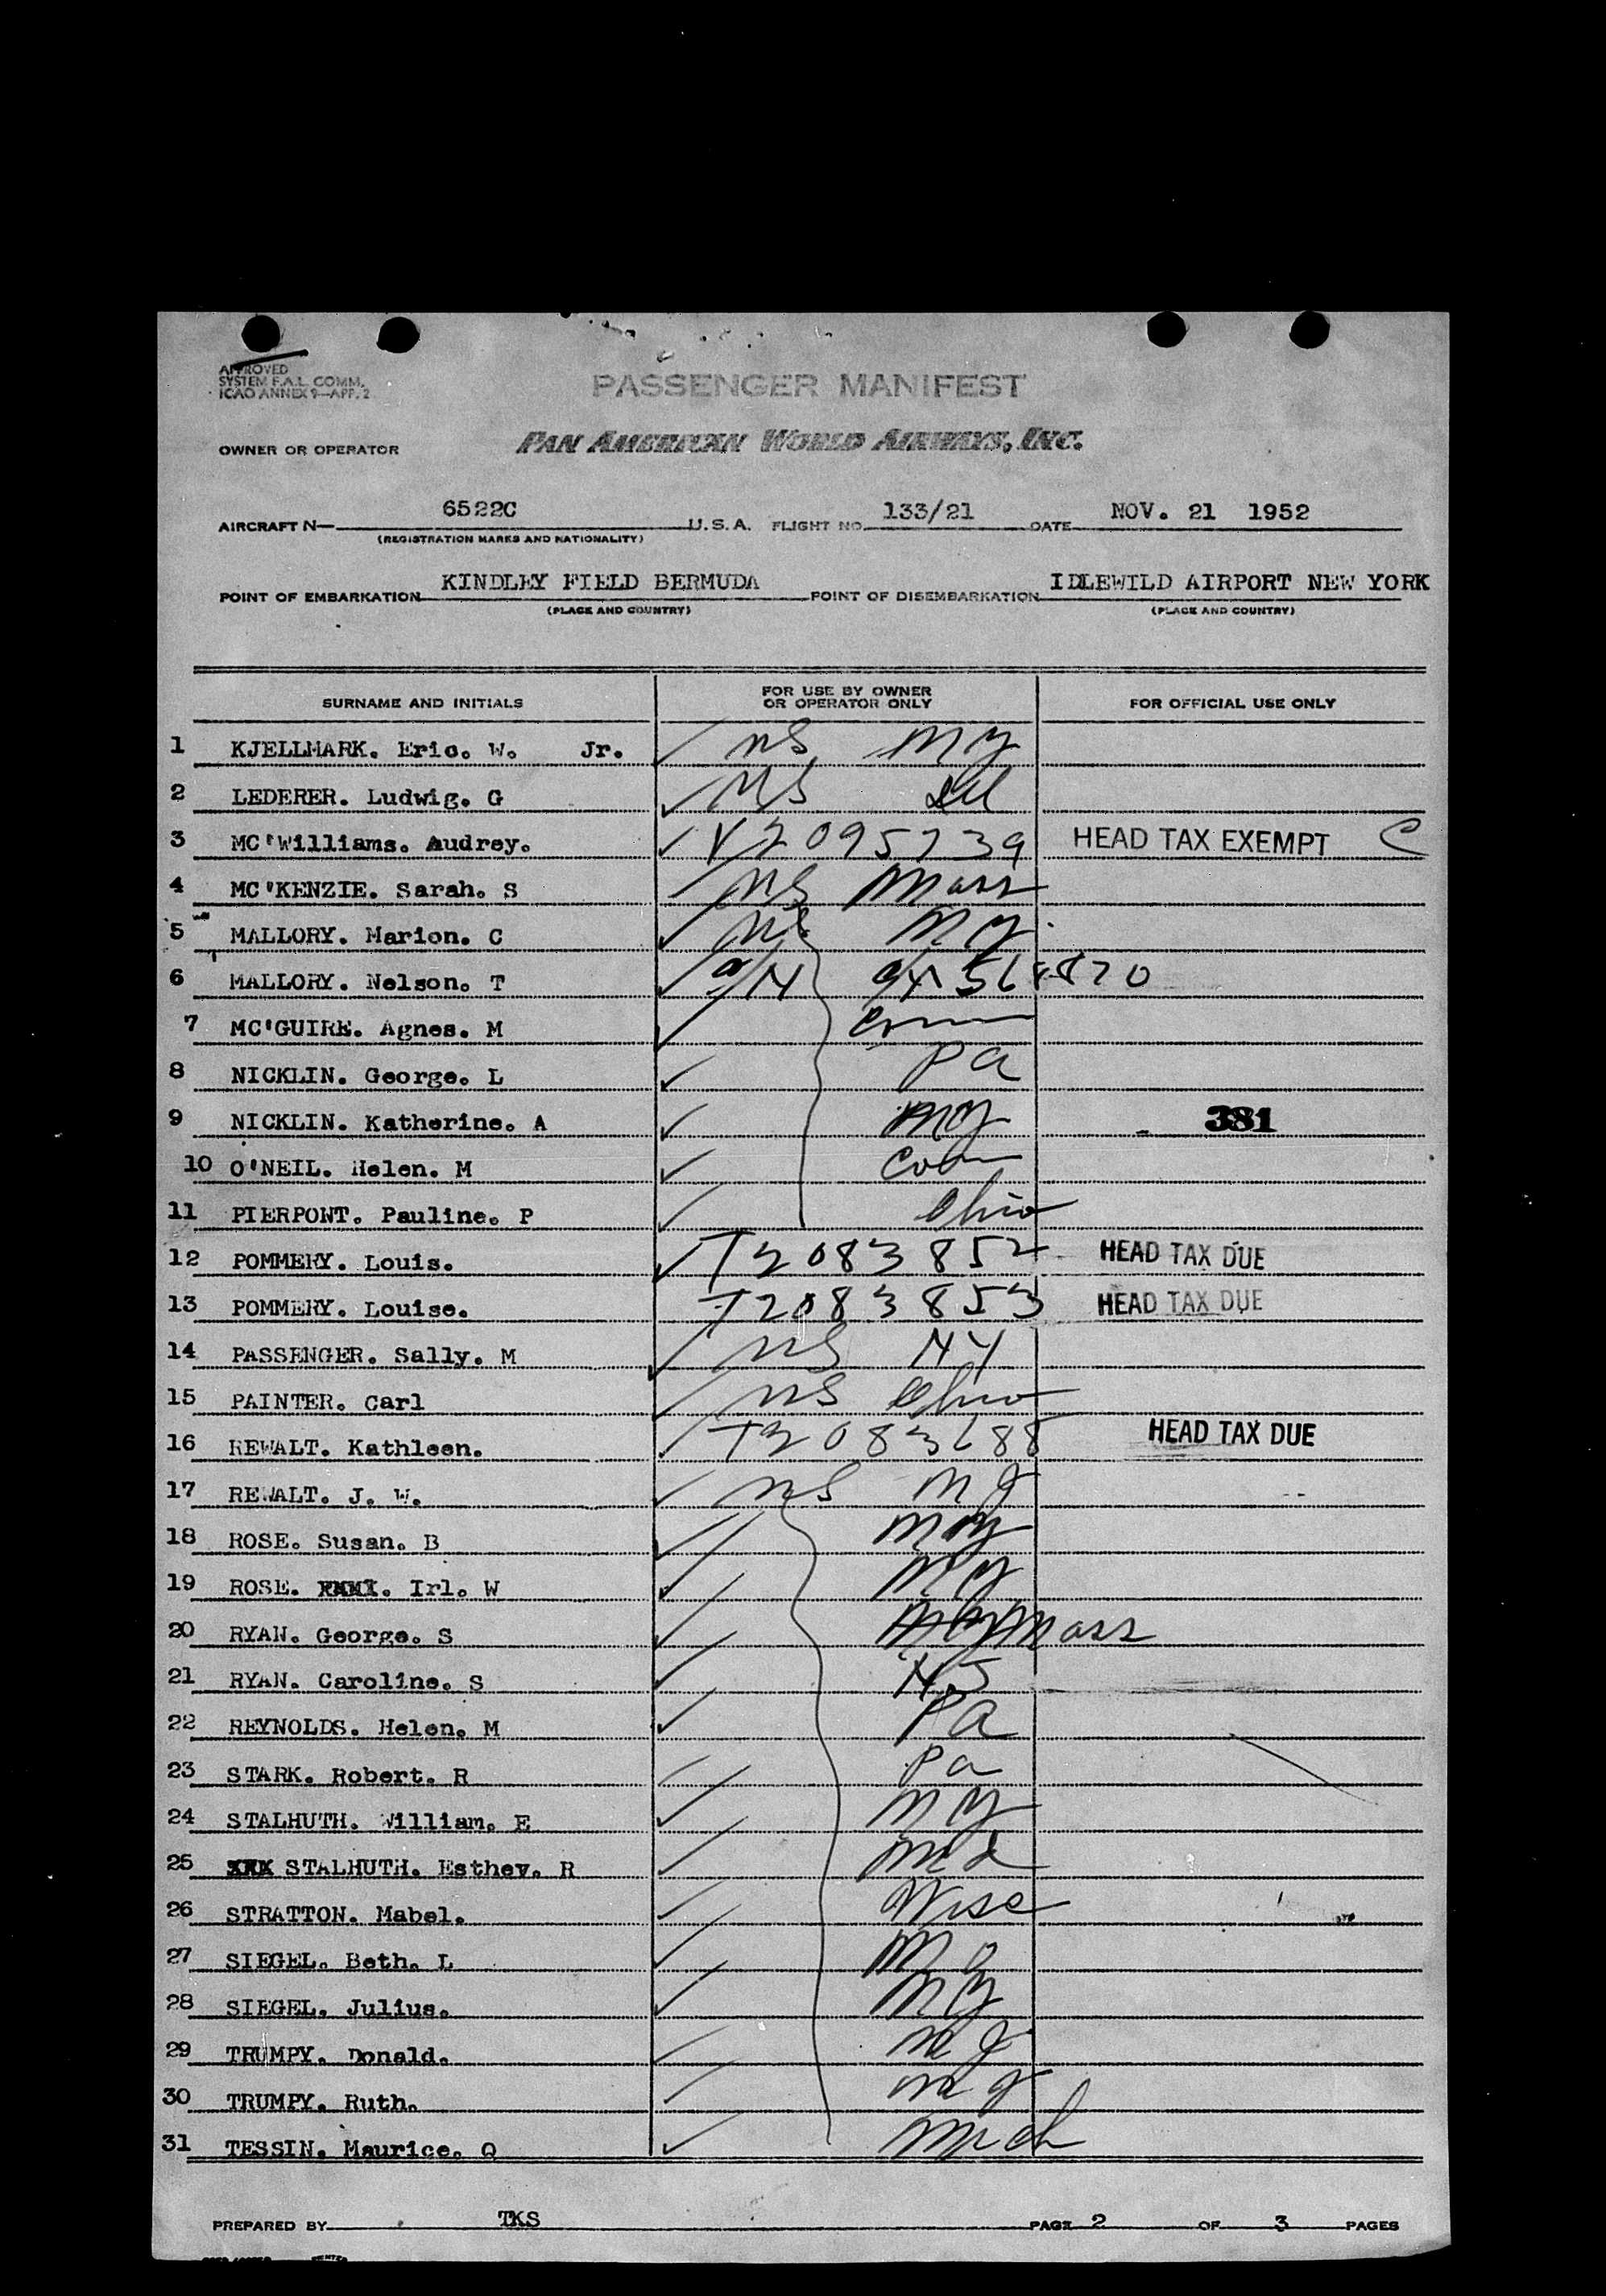 APPROVED
SYSTEM F.A.L. COMM.
ICAO ANNEX 9—APP. 2
PASSENGER MANIFEST
OWNER OR OPERATOR PAN AMERICAN WORLD AIRWAYS, INC.
AIRCRAFT N— 6522C U.S.A. FLIGHT NO. 133/21 DATE NOV. 21 1952
(REGISTRATION MARKS AND NATIONALITY)
POINT OF EMBARKATION KINDLEY FIELD BERMUDA POINT OF DISEMBARKATION IDLEWILD AIRPORT NEW YORK
(PLACE AND COUNTRY) (PLACE AND COUNTRY)
SURNAME AND INITIALS FOR USE BY OWNER OR OPERATOR ONLY FOR OFFICIAL USE ONLY
1 KJELLMARK. Eric. W. Jr. ✓ NS NY
2 LEDERER. Ludwig. G ✓ NS Del
3 MC'Williams. Audrey. ✓ V2095739 HEAD TAX EXEMPT C
4 MC'KENZIE. Sarah. S ✓ NS Mass
5 MALLORY. Marion. C ✓ NS NY
6 MALLORY. Nelson. T ✓
7 MC'GUIRE. Agnes. M ✓ Conn
8 NICKLIN. George. L ✓ Pa
9 NICKLIN. Katherine. A ✓ NY 381
10 O'NEIL. Helen. M ✓
11 PIERPONT. Pauline. P ✓ Ohio
12 POMMERY. Louis. ✓ T2083852 HEAD TAX DUE
13 POMMERY. Louise. T2083853 HEAD TAX DUE
14 PASSENGER. Sally. M ✓ NS NY
15 PAINTER. Carl ✓ NS Ohio
16 REWALT. Kathleen. ✓ T2083688 HEAD TAX DUE
17 REWALT. J. W. ✓ NS NJ
18 ROSE. Susan. B ✓ NY
19 ROSE. Irl. W ✓ NY
20 RYAN. George. S ✓ Mass
21 RYAN. Caroline. S ✓ NJ
22 REYNOLDS. Helen. M ✓ Pa
23 STARK. Robert. R ✓ Pa
24 STALHUTH. William. E ✓ NY
25 XXX STALHUTH. Esthey. R ✓ Md
26 STRATTON. Mabel. ✓ Wisc
27 SIEGEL. Beth. L ✓ Mo
28 SIEGEL. Julius. ✓ NY
29 TRUMPY. Donald. ✓ NJ
30 TRUMPY. Ruth. ✓ NJ
31 TESSIN. Maurice. Q ✓ Mich
PREPARED BY TKS PAGE 2 OF 3 PAGES